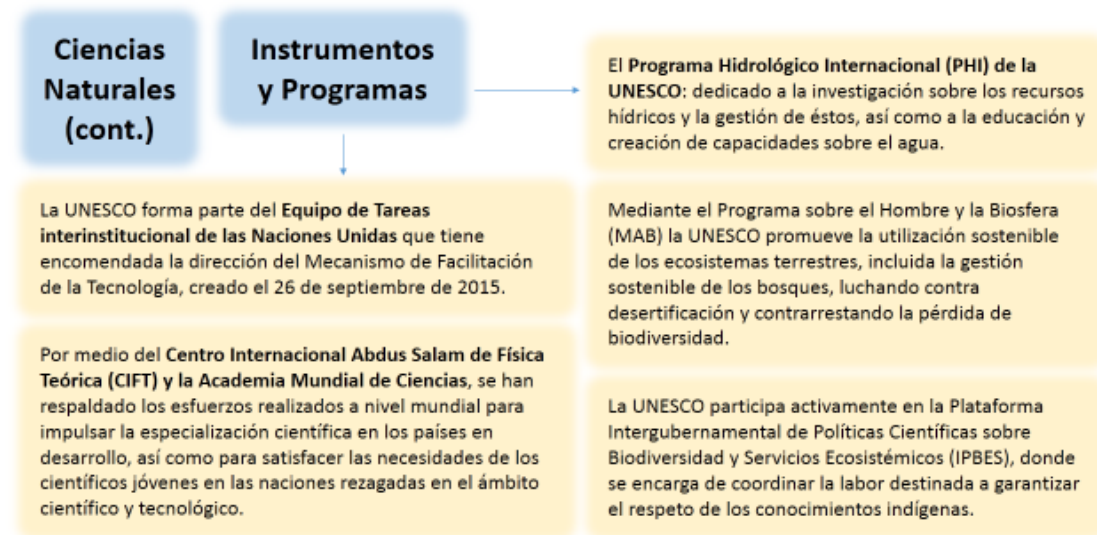 Ciencias
Naturales
(cont.)
Instrumentos
y Programas
La UNESCO forma parte del Equipo de Tareas
interinstitucional de las Naciones Unidas que tiene
encomendada la dirección del Mecanismo de Facilitación
de la Tecnología, creado el 26 de septiembre de 2015.
Por medio del Centro Internacional Abdus Salam de Física
Teórica (CIFT) y la Academia Mundial de Ciencias, se han
respaldado los esfuerzos realizados a nivel mundial para
impulsar la especialización científica en los países en
desarrollo, así como para satisfacer las necesidades de los
científicos jóvenes en las naciones rezagadas en el ámbito
científico y tecnológico.
El Programa Hidrológico Internacional (PHI) de la
UNESCO: dedicado a la investigación sobre los recursos
hídricos y la gestión de éstos, así como a la educación y
creación de capacidades sobre el agua.
Mediante el Programa sobre el Hombre y la Biosfera
(MAB) la UNESCO promueve la utilización sostenible
de los ecosistemas terrestres, incluida la gestión
sostenible de los bosques, luchando contra
desertificación y contrarrestando la pérdida de
biodiversidad.
La UNESCO participa activamente en la Plataforma
Intergubernamental de Políticas Científicas sobre
Biodiversidad y Servicios Ecosistémicos (IPBES), donde
se encarga de coordinar la labor destinada a garantizar
el respeto de los conocimientos indígenas.